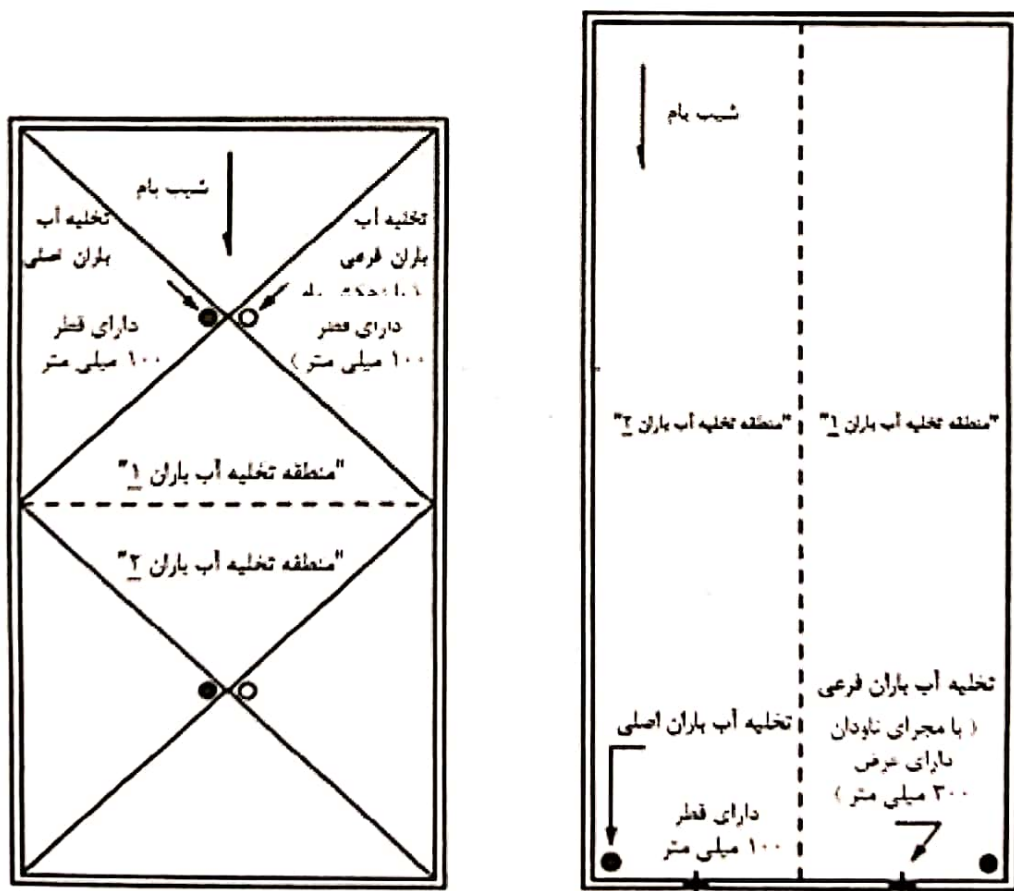 شیب بام
تخلیه آب
باران اصلی
دارای قطر
۱۰۰ میلی متر
تخلیه آب
باران فرعی
دارای قطر
۱۰۰ میلی متر )
"منطقه تخلیه آب باران ۱"
"منطقه تخلیه آب باران ۲"
شیب بام
"منطقه تخلیه آب باران ۱"
"منطقه تخلیه آب باران ۲"
تخلیه آب باران فرعی
( با مجرای ناودان
دارای عرض
۳۰۰ میلی متر )
تخلیه آب باران اصلی
دارای قطر
۱۰۰ میلی متر